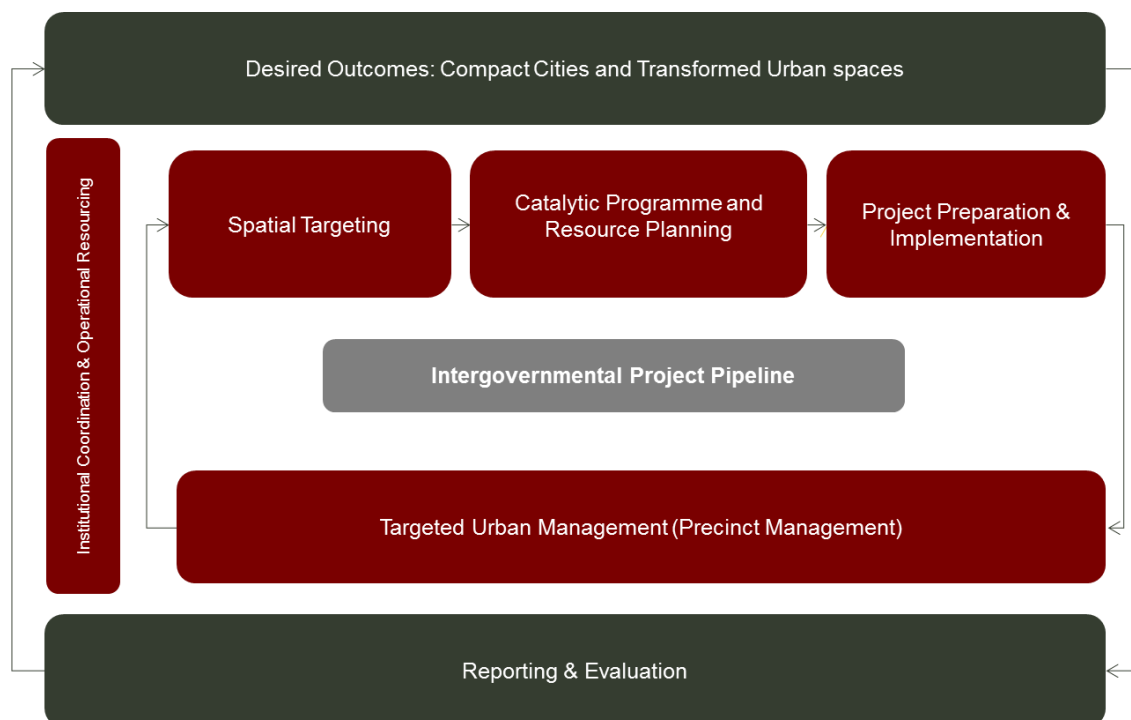 Desired Outcomes: Compact Cities and Transformed Urban spaces
Institutional Coordination & Operational Resourcing
Spatial Targeting
Catalytic Programme and
Resource Planning
Project Preparation &
Implementation
Intergovernmental Project Pipeline
Targeted Urban Management (Precinct Management)
Reporting & Evaluation